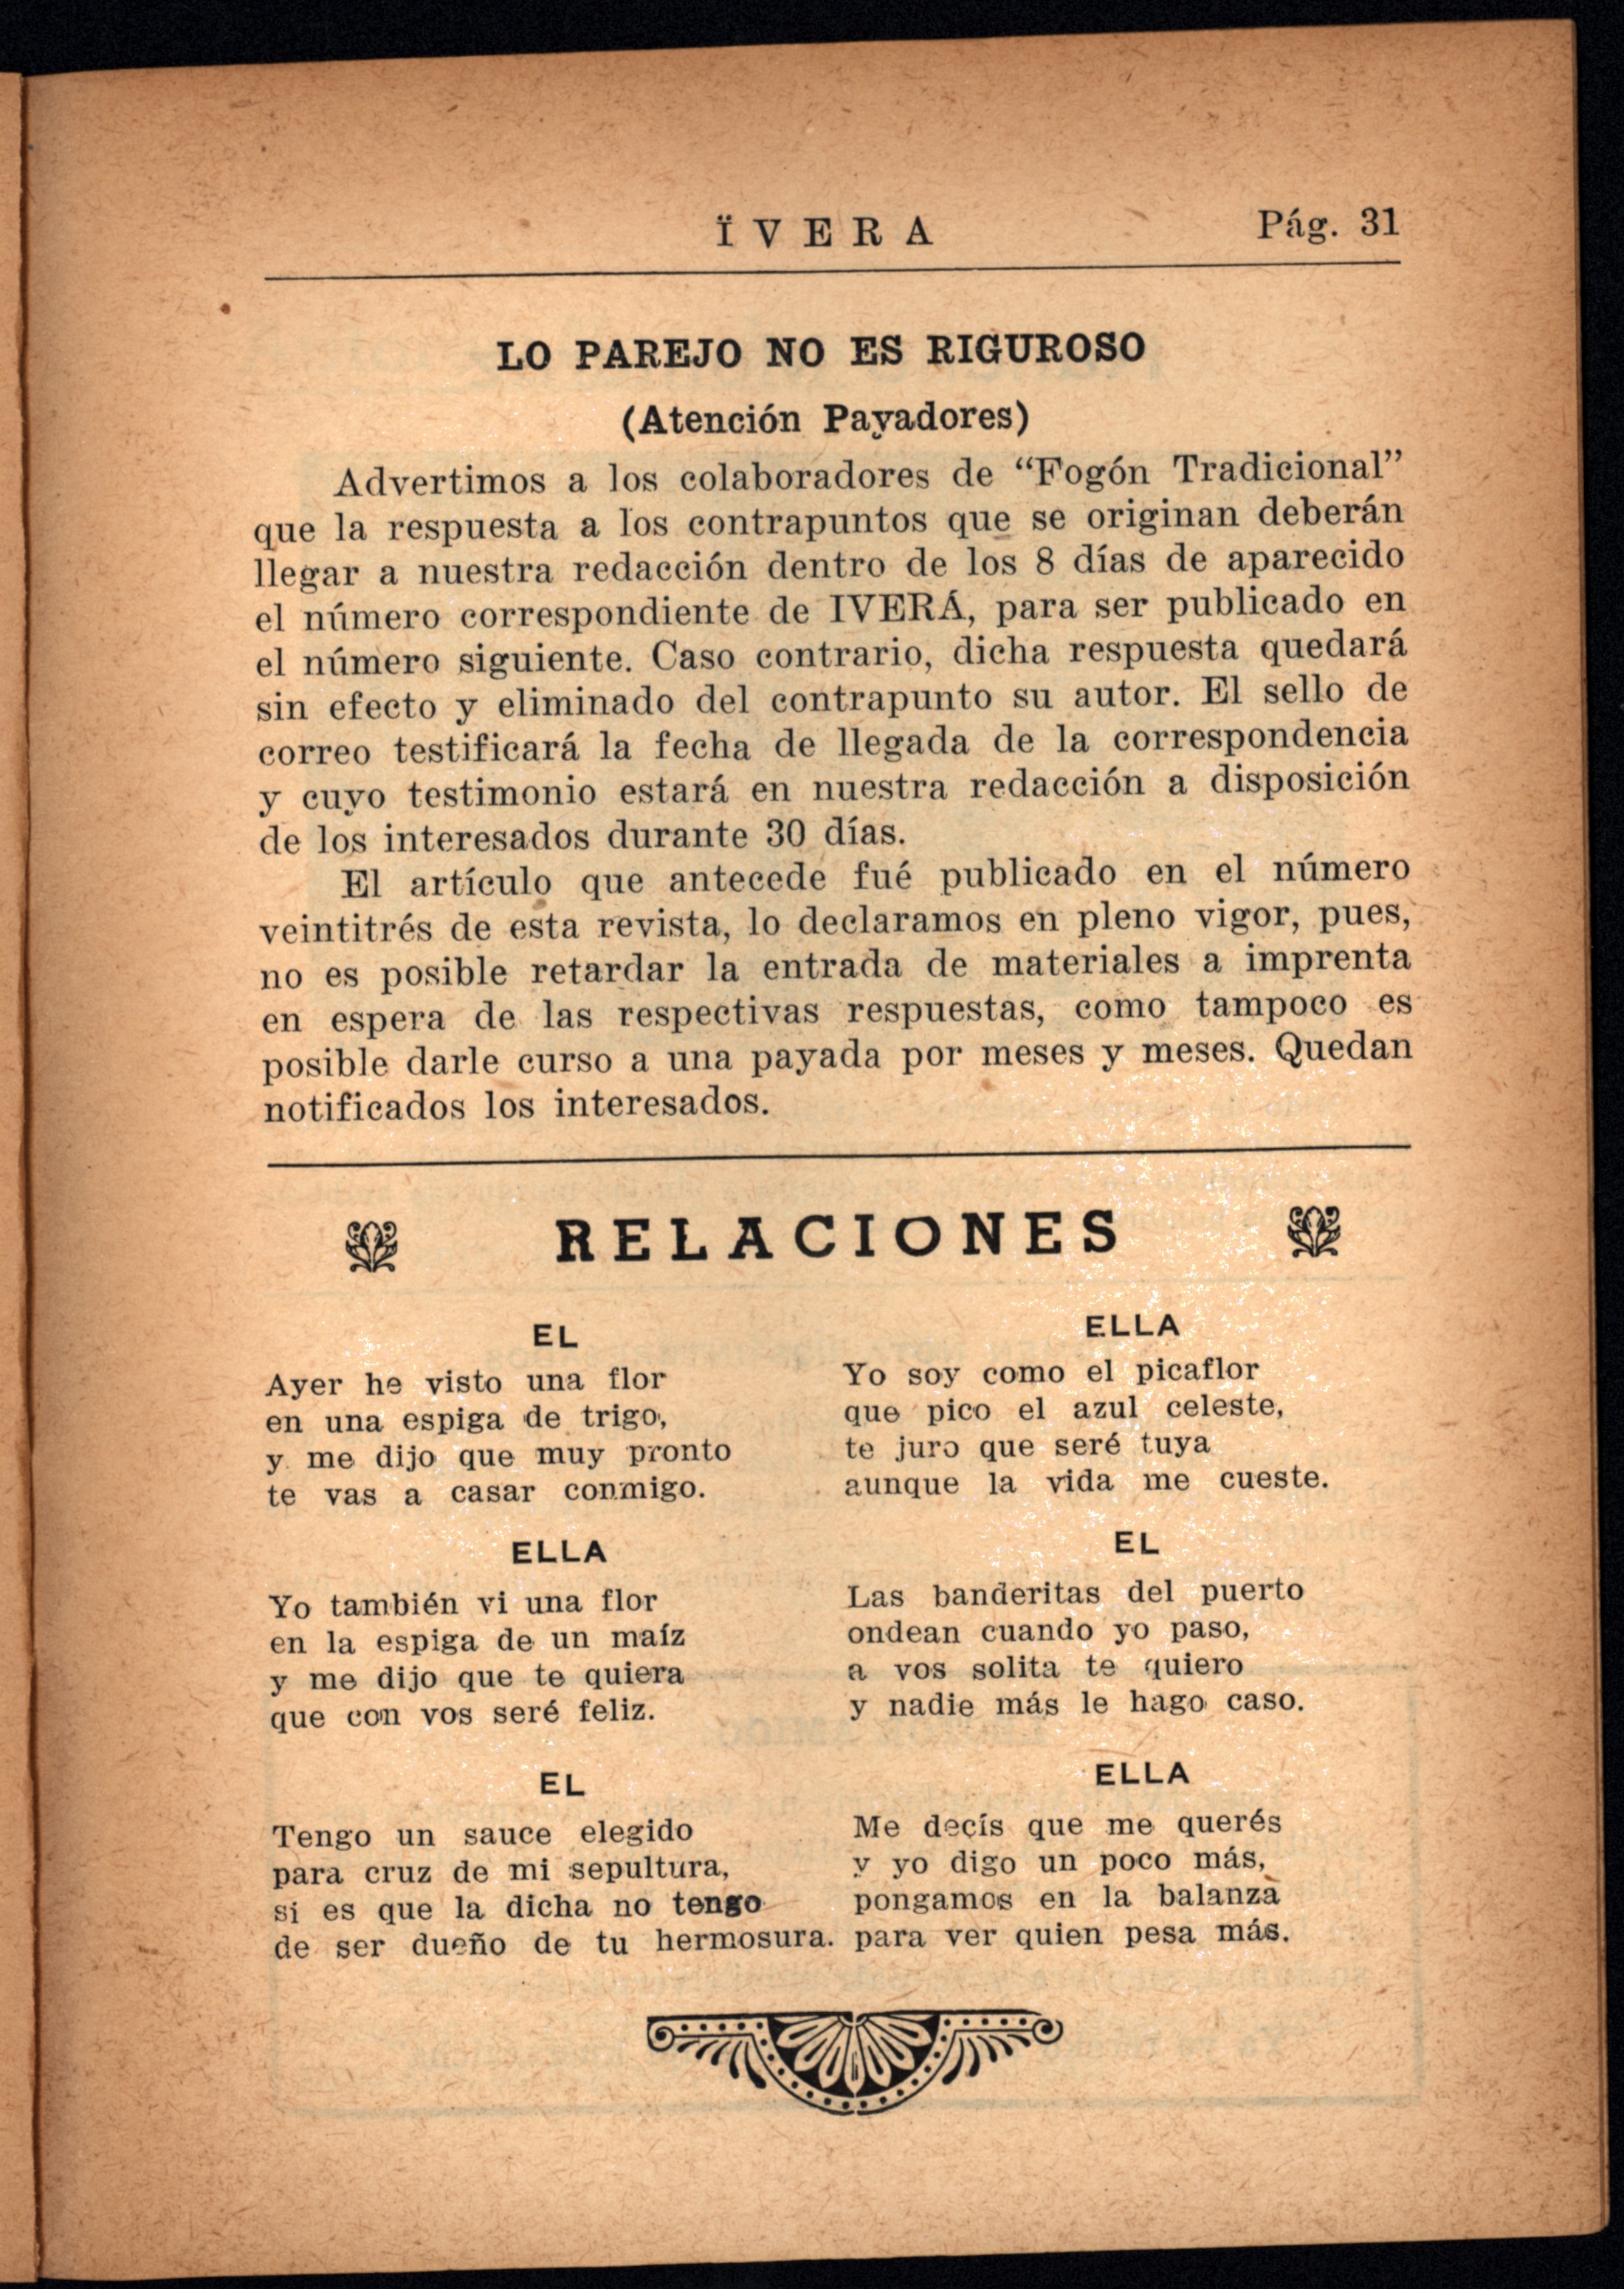 ÏVERA
Pág. 31
LO PAREJO NO ES RIGUROSO
(Atención Payadores)
Advertimos a los colaboradores de “Fogón Tradicional”
que la respuesta a los contrapuntos que se originan deberán
llegar a nuestra redacción dentro de los 8 días de aparecido
el número correspondiente de IVERÁ, para ser publicado en
el número siguiente. Caso contrario, dicha respuesta quedará
sin efecto y eliminado del contrapunto su autor. El sello de
correo testificará la fecha de llegada de la correspondencia
y cuyo testimonio estará en nuestra redacción a disposición
de los interesados durante 30 días.
El artículo que antecede fué publicado en el número
veintitrés de esta revista, lo declaramos en pleno vigor, pues,
no es posible retardar la entrada de materiales a imprenta
en espera de las respectivas respuestas, como tampoco es
posible darle curso a una payada por meses y meses. Quedan
notificados los interesados.
RELACIONES
EL
Ayer he visto una flor
en una espiga de trigo,
y me dijo que muy pronto
te vas a casar conmigo.
ELLA
Yo también vi una flor
en la espiga de un maíz
y me dijo que te quiera
que con vos seré feliz.
EL
Tengo un sauce elegido
para cruz de mi sepultura,
si es que la dicha no tengo
de ser dueño de tu hermosura.
ELLA
Yo soy como el picaflor
que pico el azul celeste,
te juro que seré tuya
aunque la vida me cueste.
EL
Las banderitas del puerto
ondean cuando yo paso,
a vos solita te quiero
y nadie más le hago caso.
ELLA
Me decís que me querés
y yo digo un poco más,
pongamos en la balanza
para ver quien pesa más.